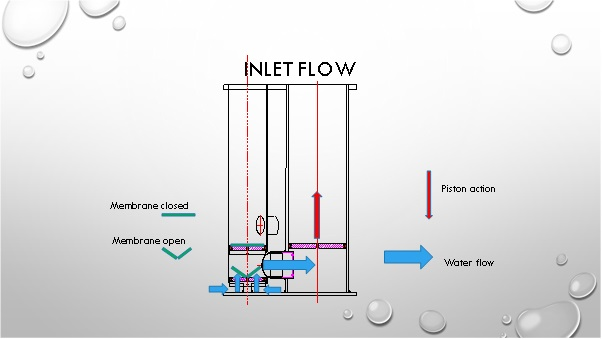 INLET FLOW
Membrane closed
Membrane open
Piston action
Water flow